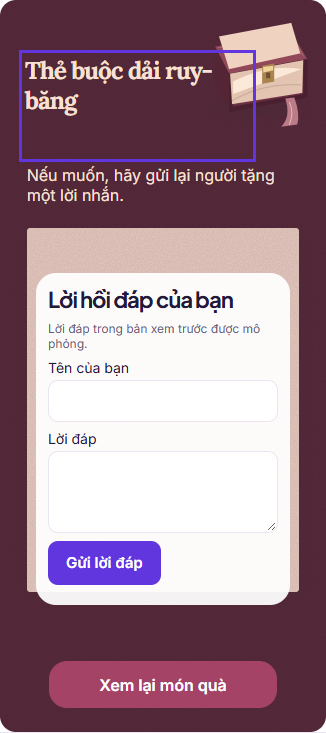 Thẻ buộc dải ruy-
băng
Nếu muốn, hãy gửi lại người tặng
một lời nhắn.
Lời hồi đáp của bạn
Lời đáp trong bản xem trước được mô
phỏng.
Tên của bạn
Lời đáp
Gửi lời đáp
Xem lại món quà